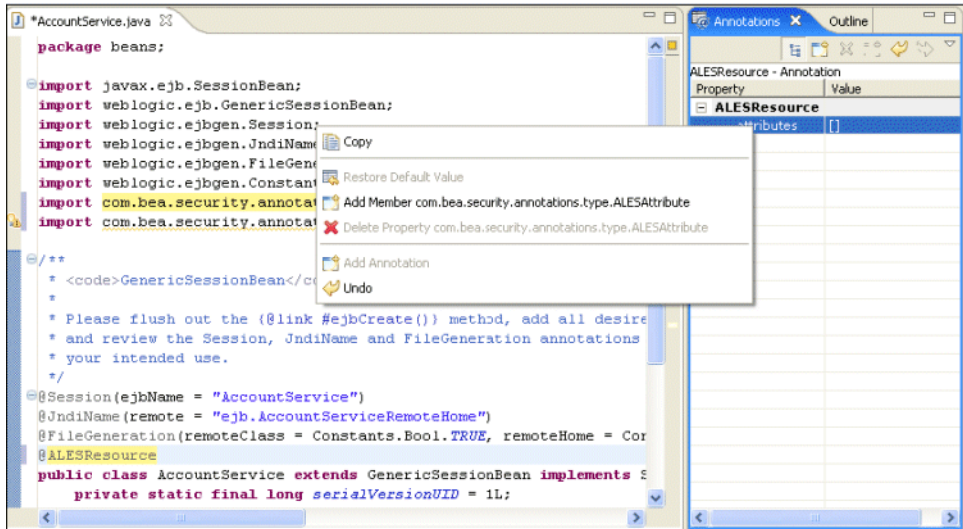 *AccountService.java
package beans;
import javax.ejb.SessionBean;
import weblogic.ejb.GenericSessionBean;
import weblogic.ejbgen.Session;
import weblogic.ejbgen.JndiName
import weblogic.ejbgen.FileGene
import weblogic.ejbgen.Constant
import com.bea.security.annotat
import com.bea.security.annotat
/**
* <code>GenericSessionBean</co
*
* Please flush out the {@link #ejbCreate()} method, add all desire
* and review the Session, JndiName and FileGeneration annotations
* your intended use.
*/
@Session(ejbName = "AccountService")
@JndiName(remote = "ejb.AccountServiceRemoteHome")
@FileGeneration(remoteClass = Constants.Bool.TRUE, remoteHome = Cor
@ALESResource
public class AccountService extends GenericSessionBean implements S
private static final long serialVersionUID = 1L;
Copy
Restore Default Value
Add Member com.bea.security.annotations.type.ALESAttribute
Delete Property com.bea.security.annotations.type.ALESAttribute
Add Annotation
Undo
Annotations Outline
ALESResource - Annotation
Property Value
ALESResource
attributes []